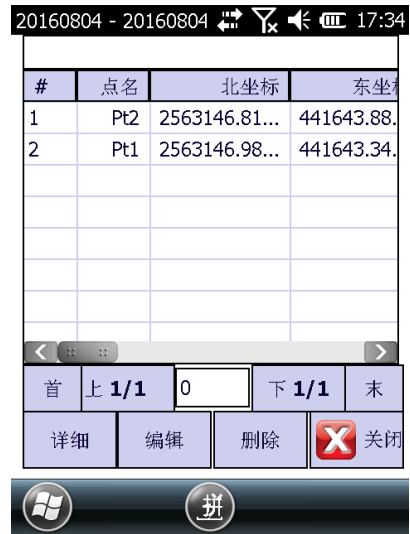 20160804 - 20160804 17:34
# 点名 北坐标 东坐标
1 Pt2 2563146.81... 441643.88.
2 Pt1 2563146.98... 441643.34.
首 上 1/1 0 下 1/1 末
详细 编辑 删除 关闭
拼